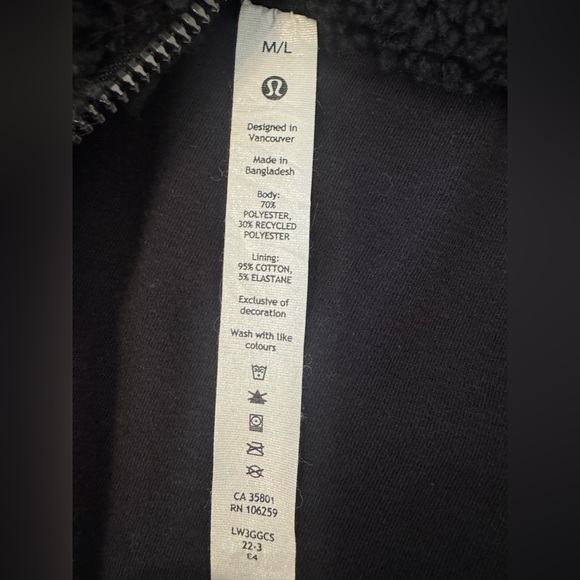 M/L
Designed in
Vancouver
Made in
Bangladesh
Body:
70%
POLYESTER,
30% RECYCLED
POLYESTER
Lining:
95% COTTON,
5% ELASTANE
Exclusive of
decoration
Wash with like
colours
CA 35801
RN 106259
LW3GGCS
22-3
E4